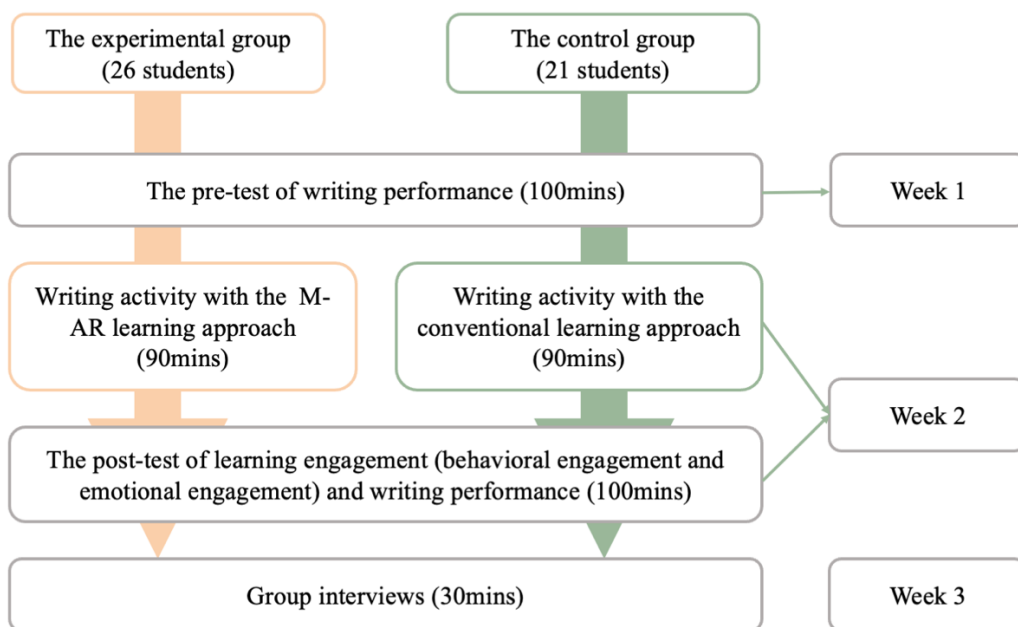 The experimental group
(26 students)
The control group
(21 students)
The pre-test of writing performance (100mins)
Week 1
Writing activity with the M-
AR learning approach
(90mins)
Writing activity with the
conventional learning approach
(90mins)
Week 2
The post-test of learning engagement (behavioral engagement and
emotional engagement) and writing performance (100mins)
Group interviews (30mins)
Week 3